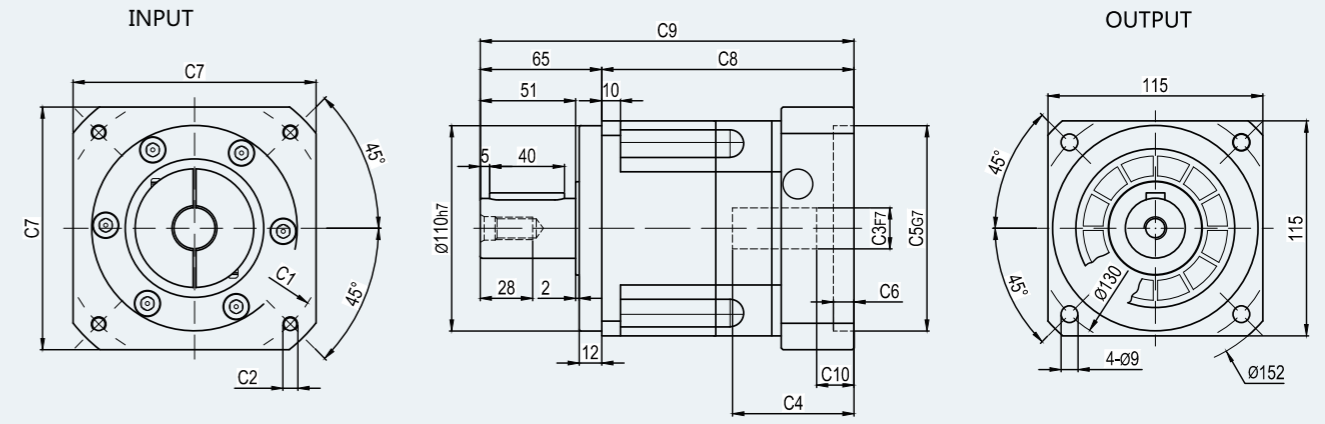 INPUT
C7
C7
45°
45°
C1
C2
C9
65
C8
51
10
5
40
Ø110h7
C3F7
C5G7
28
2
C6
12
C10
C4
OUTPUT
115
45°
45°
115
Ø130
4-Ø9
Ø152